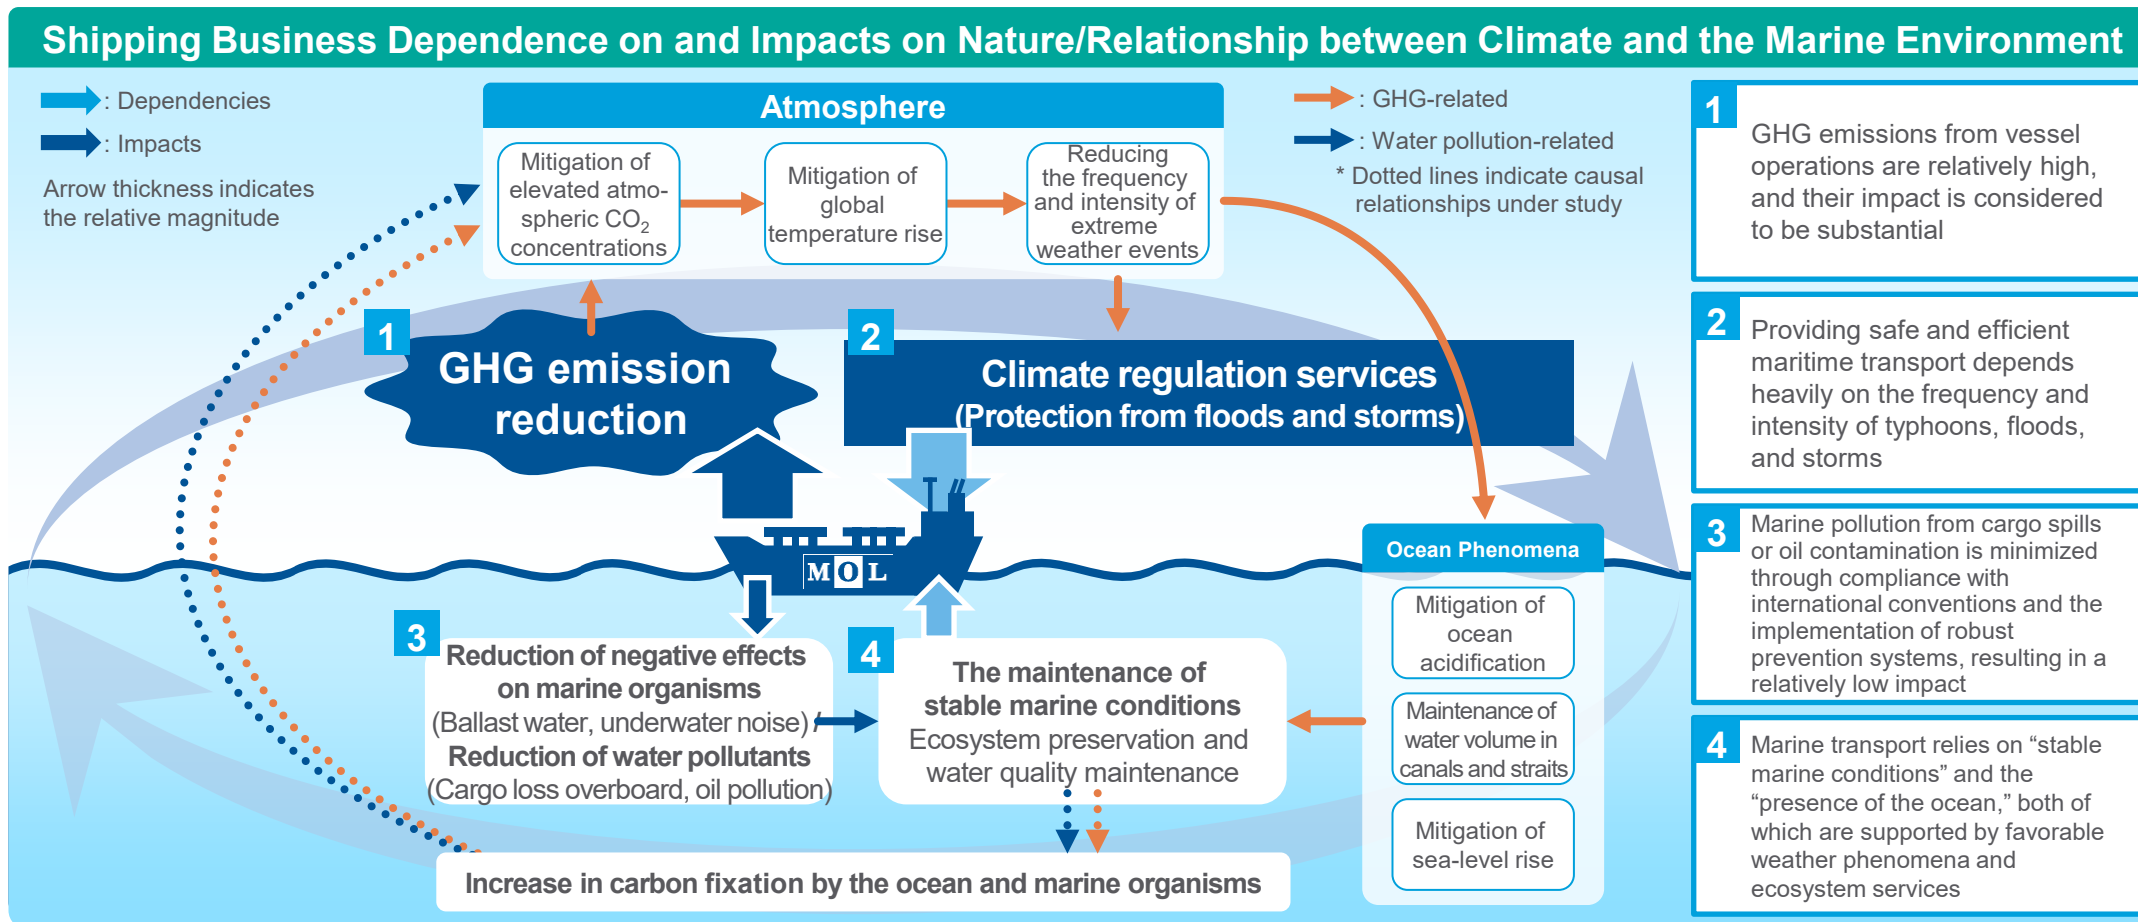 Shipping Business Dependence on and Impacts on Nature/Relationship between Climate and the Marine Environment
: Dependencies
: Impacts
Arrow thickness indicates
the relative magnitude
Atmosphere
Mitigation of
elevated atmo-
spheric CO₂
concentrations
Mitigation of
global
temperature rise
Reducing
the frequency
and intensity of
extreme
weather events
: GHG-related
: Water pollution-related
* Dotted lines indicate causal
relationships under study
1
GHG emission
reduction
2
Climate regulation services
(Protection from floods and storms)
MOL
3
Reduction of negative effects
on marine organisms
(Ballast water, underwater noise) /
Reduction of water pollutants
(Cargo loss overboard, oil pollution)
4
The maintenance of
stable marine conditions
Ecosystem preservation and
water quality maintenance
Increase in carbon fixation by the ocean and marine organisms
Ocean Phenomena
Mitigation of
ocean
acidification
Maintenance of
water volume in
canals and straits
Mitigation of
sea-level rise
1
GHG emissions from vessel
operations are relatively high,
and their impact is considered
to be substantial
2
Providing safe and efficient
maritime transport depends
heavily on the frequency and
intensity of typhoons, floods,
and storms
3
Marine pollution from cargo spills
or oil contamination is minimized
through compliance with
international conventions and the
implementation of robust
prevention systems, resulting in a
relatively low impact
4
Marine transport relies on “stable
marine conditions” and the
“presence of the ocean,” both of
which are supported by favorable
weather phenomena and
ecosystem services